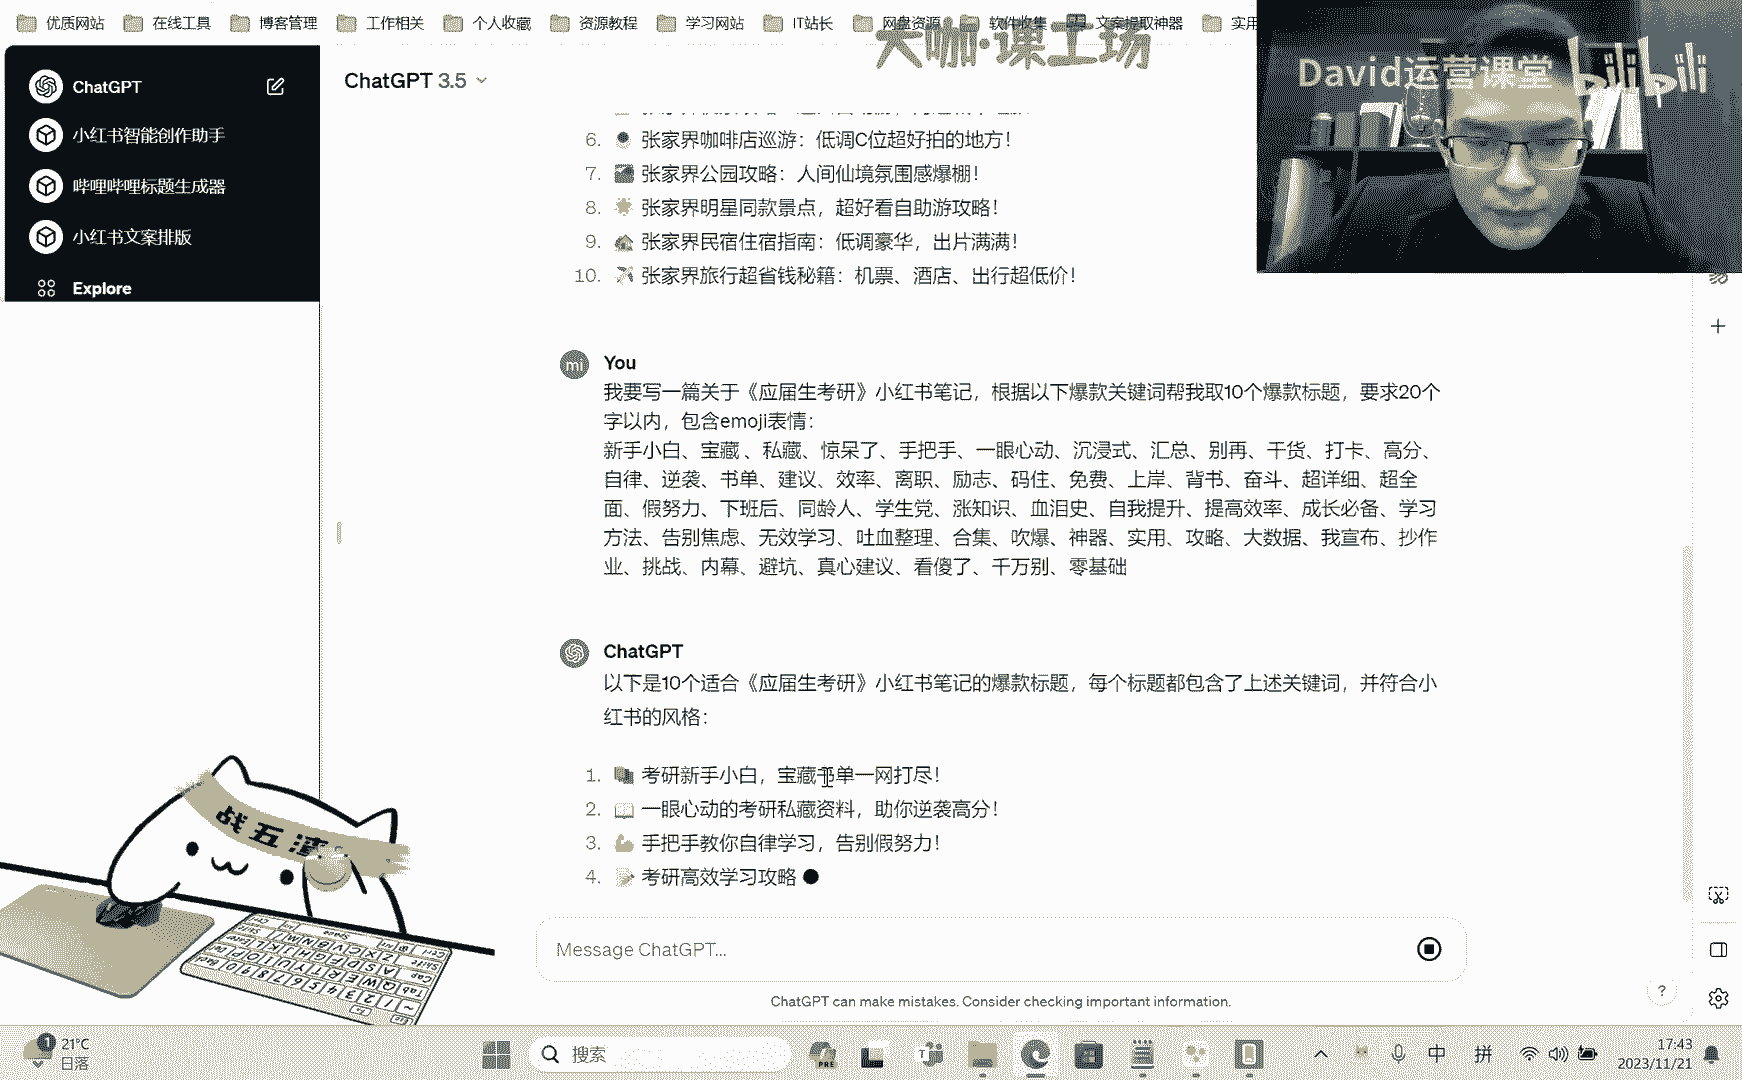 优质网站 在线工具 博客管理 工作相关 个人收藏 资源教程 学习网站 IT站长 网盘资源 软件收集 文案提取神器 实用
大咖·课工场
David运营课堂 bilibili
ChatGPT
小红书智能创作助手
哔哩哔哩标题生成器
小红书文案排版
Explore
ChatGPT 3.5
6. 张家界咖啡店巡游：低调C位超好拍的地方！
7. 张家界公园攻略：人间仙境氛围感爆棚！
8. 张家界明星同款景点，超好看自助游攻略！
9. 张家界民宿住宿指南：低调豪华，出片满满！
10. 张家界旅行超省钱秘籍：机票、酒店、出行超低价！
mi You
我要写一篇关于《应届生考研》小红书笔记，根据以下爆款关键词帮我取10个爆款标题，要求20个
字以内，包含emoji表情：
新手小白、宝藏 、私藏、惊呆了、手把手、一眼心动、沉浸式、汇总、别再、干货、打卡、高分、
自律、逆袭、书单、建议、效率、离职、励志、码住、免费、上岸、背书、奋斗、超详细、超全
面、假努力、下班后、同龄人、学生党、涨知识、血泪史、自我提升、提高效率、成长必备、学习
方法、告别焦虑、无效学习、吐血整理、合集、吹爆、神器、实用、攻略、大数据、我宣布、抄作
业、挑战、内幕、避坑、真心建议、看傻了、千万别、零基础
ChatGPT
以下是10个适合《应届生考研》小红书笔记的爆款标题，每个标题都包含了上述关键词，并符合小
红书的风格：
1. 考研新手小白，宝藏书单一网打尽！
2. 一眼心动的考研私藏资料，助你逆袭高分！
3. 手把手教你自律学习，告别假努力！
4. 考研高效学习攻略
战五渣
Message ChatGPT...
ChatGPT can make mistakes. Consider checking important information.
?
1 21°C
日落
搜索
PRE
中 拼
17:43
2023/11/21